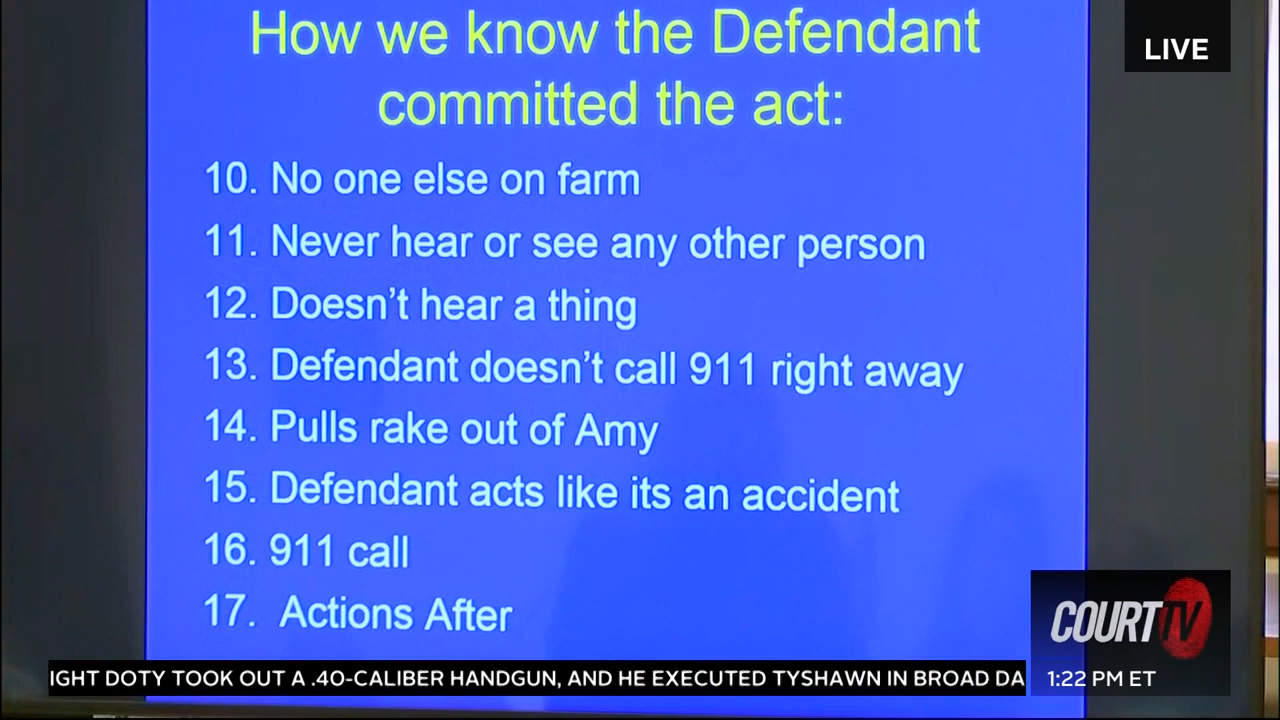 How we know the Defendant
committed the act:
LIVE
10. No one else on farm
11. Never hear or see any other person
12. Doesn't hear a thing
13. Defendant doesn't call 911 right away
14. Pulls rake out of Amy
15. Defendant acts like its an accident
16. 911 call
17. Actions After
COURT TV
IGHT DOTY TOOK OUT A .40-CALIBER HANDGUN, AND HE EXECUTED TYSHAWN IN BROAD DA
1:22 PM ET